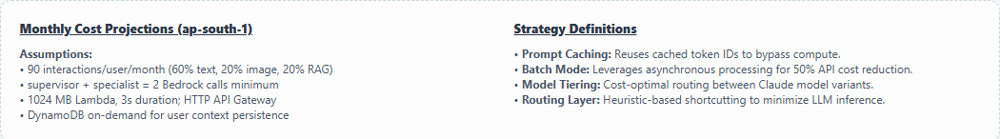 Monthly Cost Projections (ap-south-1)
Assumptions:
• 90 interactions/user/month (60% text, 20% image, 20% RAG)
• supervisor + specialist = 2 Bedrock calls minimum
• 1024 MB Lambda, 3s duration; HTTP API Gateway
• DynamoDB on-demand for user context persistence
Strategy Definitions
• Prompt Caching: Reuses cached token IDs to bypass compute.
• Batch Mode: Leverages asynchronous processing for 50% API cost reduction.
• Model Tiering: Cost-optimal routing between Claude model variants.
• Routing Layer: Heuristic-based shortcutting to minimize LLM inference.